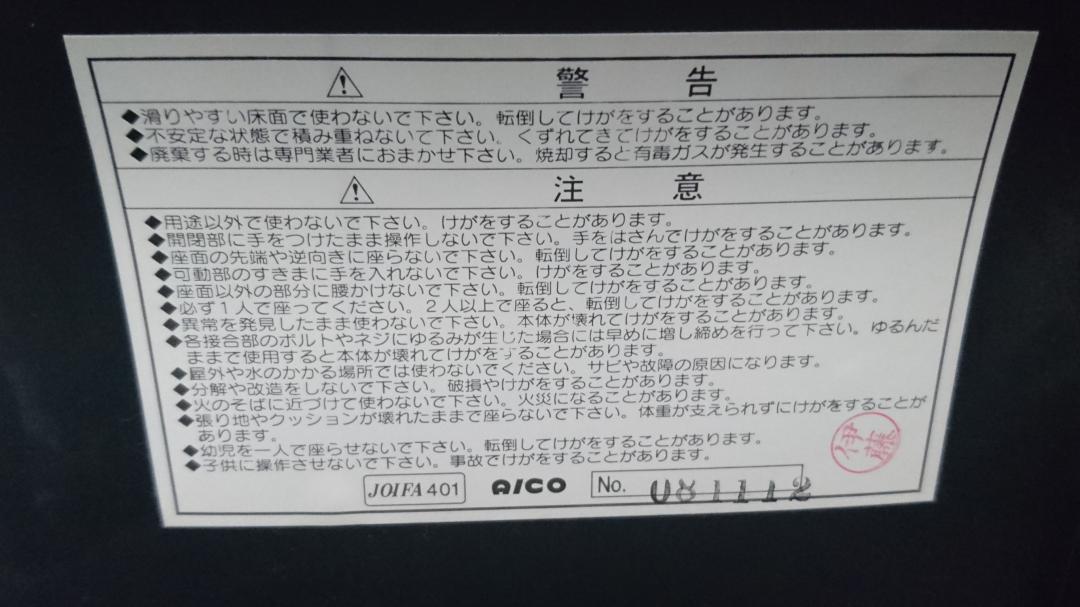 ⚠ 警告
◆滑りやすい床面で使わないで下さい。転倒してけがをすることがあります。
◆不安定な状態で積み重ねないで下さい。くずれてきてけがをすることがあります。
◆廃棄する時は専門業者におまかせ下さい。焼却すると有毒ガスが発生することがあります。
⚠ 注意
◆用途以外で使わないで下さい。けがをすることがあります。
◆開閉部に手をつけたまま操作しないで下さい。手をはさんでけがをすることがあります。
◆座面の先端や逆向きに座らないで下さい。転倒してけがをすることがあります。
◆可動部のすきまに手を入れないで下さい。けがをすることがあります。
◆座面以外の部分に腰かけないで下さい。転倒してけがをすることがあります。
◆必ず1人で座ってください。2人以上で座ると、転倒してけがをすることがあります。
◆異常を発見したまま使わないで下さい。本体が壊れてけがをすることがあります。
◆各接合部のボルトやネジにゆるみが生じた場合には早めに増し締めを行って下さい。ゆるんだ
ままで使用すると本体が壊れてけがをすることがあります。
◆屋外や水のかかる場所では使わないでください。サビや故障の原因になります。
◆分解や改造をしないで下さい。破損やけがをすることがあります。
◆火のそばに近づけて使わないで下さい。火災になることがあります。
◆張り地やクッションが壊れたままで座らないで下さい。体重が支えられずにけがをすることが
あります。
◆幼児を一人で座らせないで下さい。転倒してけがをすることがあります。
◆子供に操作させないで下さい。事故でけがをすることがあります。
伊藤
JOIFA 401 AICO No. 081112